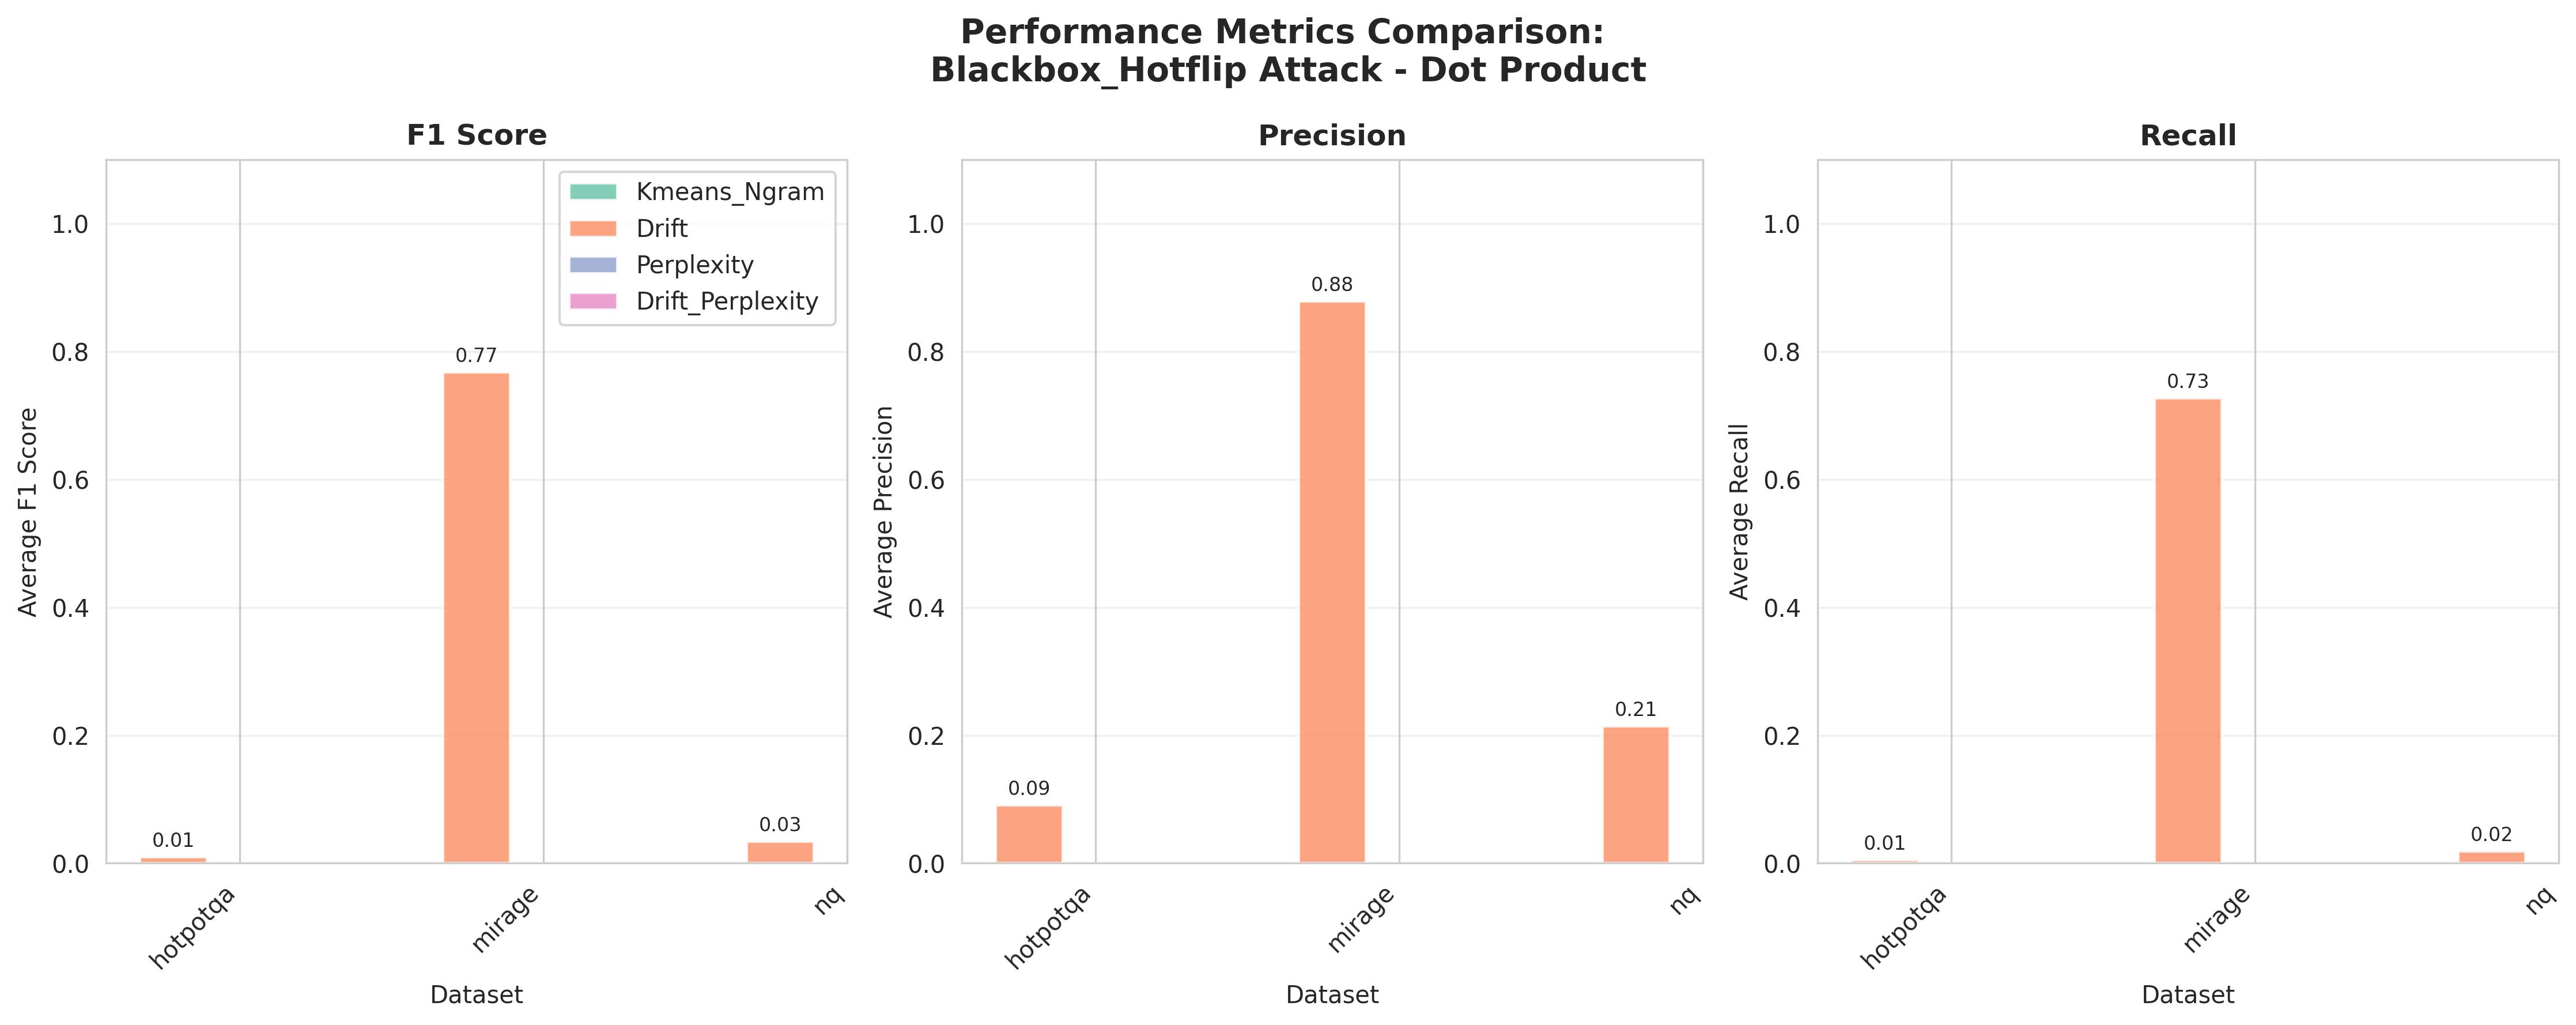 Performance Metrics Comparison:
Blackbox_Hotflip Attack - Dot Product
F1 Score
Average F1 Score
1.0
0.8
0.6
0.4
0.2
0.0
Kmeans_Ngram
Drift
Perplexity
Drift_Perplexity
0.01
0.77
0.03
hotpotqa
mirage
nq
Dataset
Precision
Average Precision
1.0
0.8
0.6
0.4
0.2
0.0
0.09
0.88
0.21
hotpotqa
mirage
nq
Dataset
Recall
Average Recall
1.0
0.8
0.6
0.4
0.2
0.0
0.01
0.73
0.02
hotpotqa
mirage
nq
Dataset